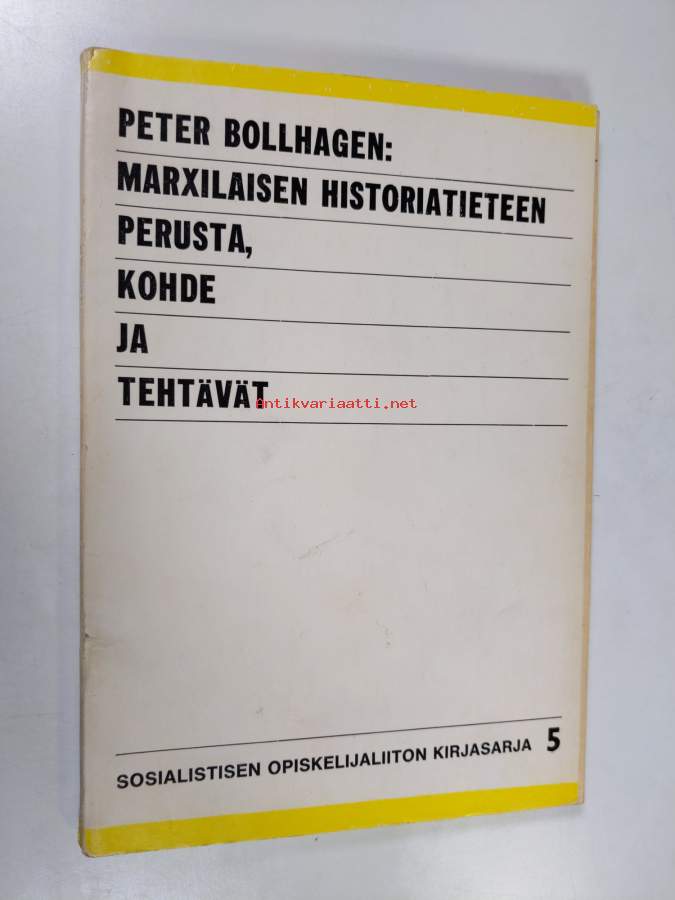 PETER BOLLHAGEN:
MARXILAISEN HISTORIATIETEEN
PERUSTA,
KOHDE
JA
TEHTÄVÄT
Antikvariaatti.net
SOSIALISTISEN OPISKELIJALIITON KIRJASARJA 5